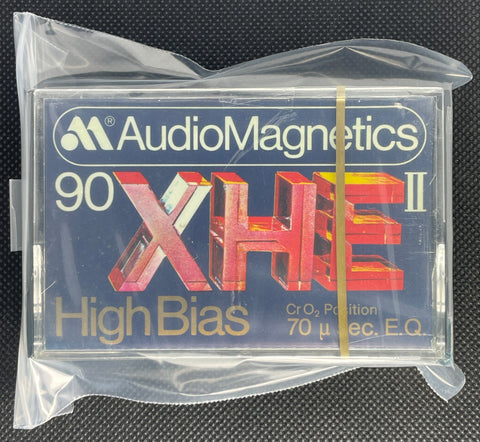 ® AudioMagnetics
90 XHE II
High Bias
CrO₂ Position
70 μ sec. E.Q.